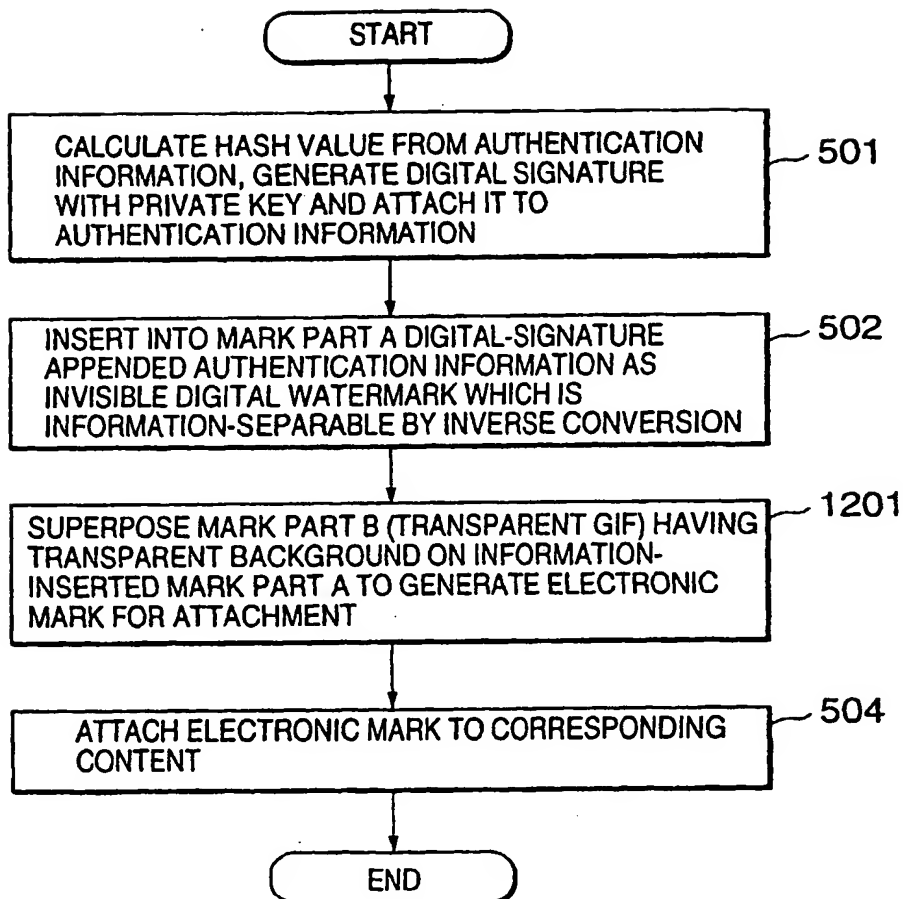 START
CALCULATE HASH VALUE FROM AUTHENTICATION
INFORMATION, GENERATE DIGITAL SIGNATURE
WITH PRIVATE KEY AND ATTACH IT TO
AUTHENTICATION INFORMATION
501
INSERT INTO MARK PART A DIGITAL-SIGNATURE
APPENDED AUTHENTICATION INFORMATION AS
INVISIBLE DIGITAL WATERMARK WHICH IS
INFORMATION-SEPARABLE BY INVERSE CONVERSION
502
SUPERPOSE MARK PART B (TRANSPARENT GIF) HAVING
TRANSPARENT BACKGROUND ON INFORMATION-
INSERTED MARK PART A TO GENERATE ELECTRONIC
MARK FOR ATTACHMENT
1201
ATTACH ELECTRONIC MARK TO CORRESPONDING
CONTENT
504
END